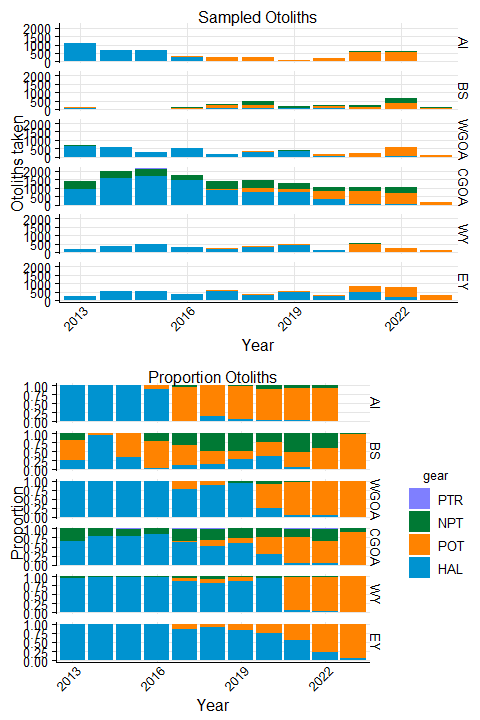 Sampled Otoliths
Otoliths taken
2000
1500
1000
500
0
AI
2000
1500
1000
500
0
BS
2000
1500
1000
500
0
WGOA
2000
1500
1000
500
0
CGOA
2000
1500
1000
500
0
WY
2000
1500
1000
500
0
EY
2013
2016
2019
2022
Year
Proportion Otoliths
Proportion
1.00
0.75
0.50
0.25
0.00
AI
1.00
0.75
0.50
0.25
0.00
BS
1.00
0.75
0.50
0.25
0.00
WGOA
1.00
0.75
0.50
0.25
0.00
CGOA
1.00
0.75
0.50
0.25
0.00
WY
1.00
0.75
0.50
0.25
0.00
EY
2013
2016
2019
2022
Year
gear
PTR
NPT
POT
HAL